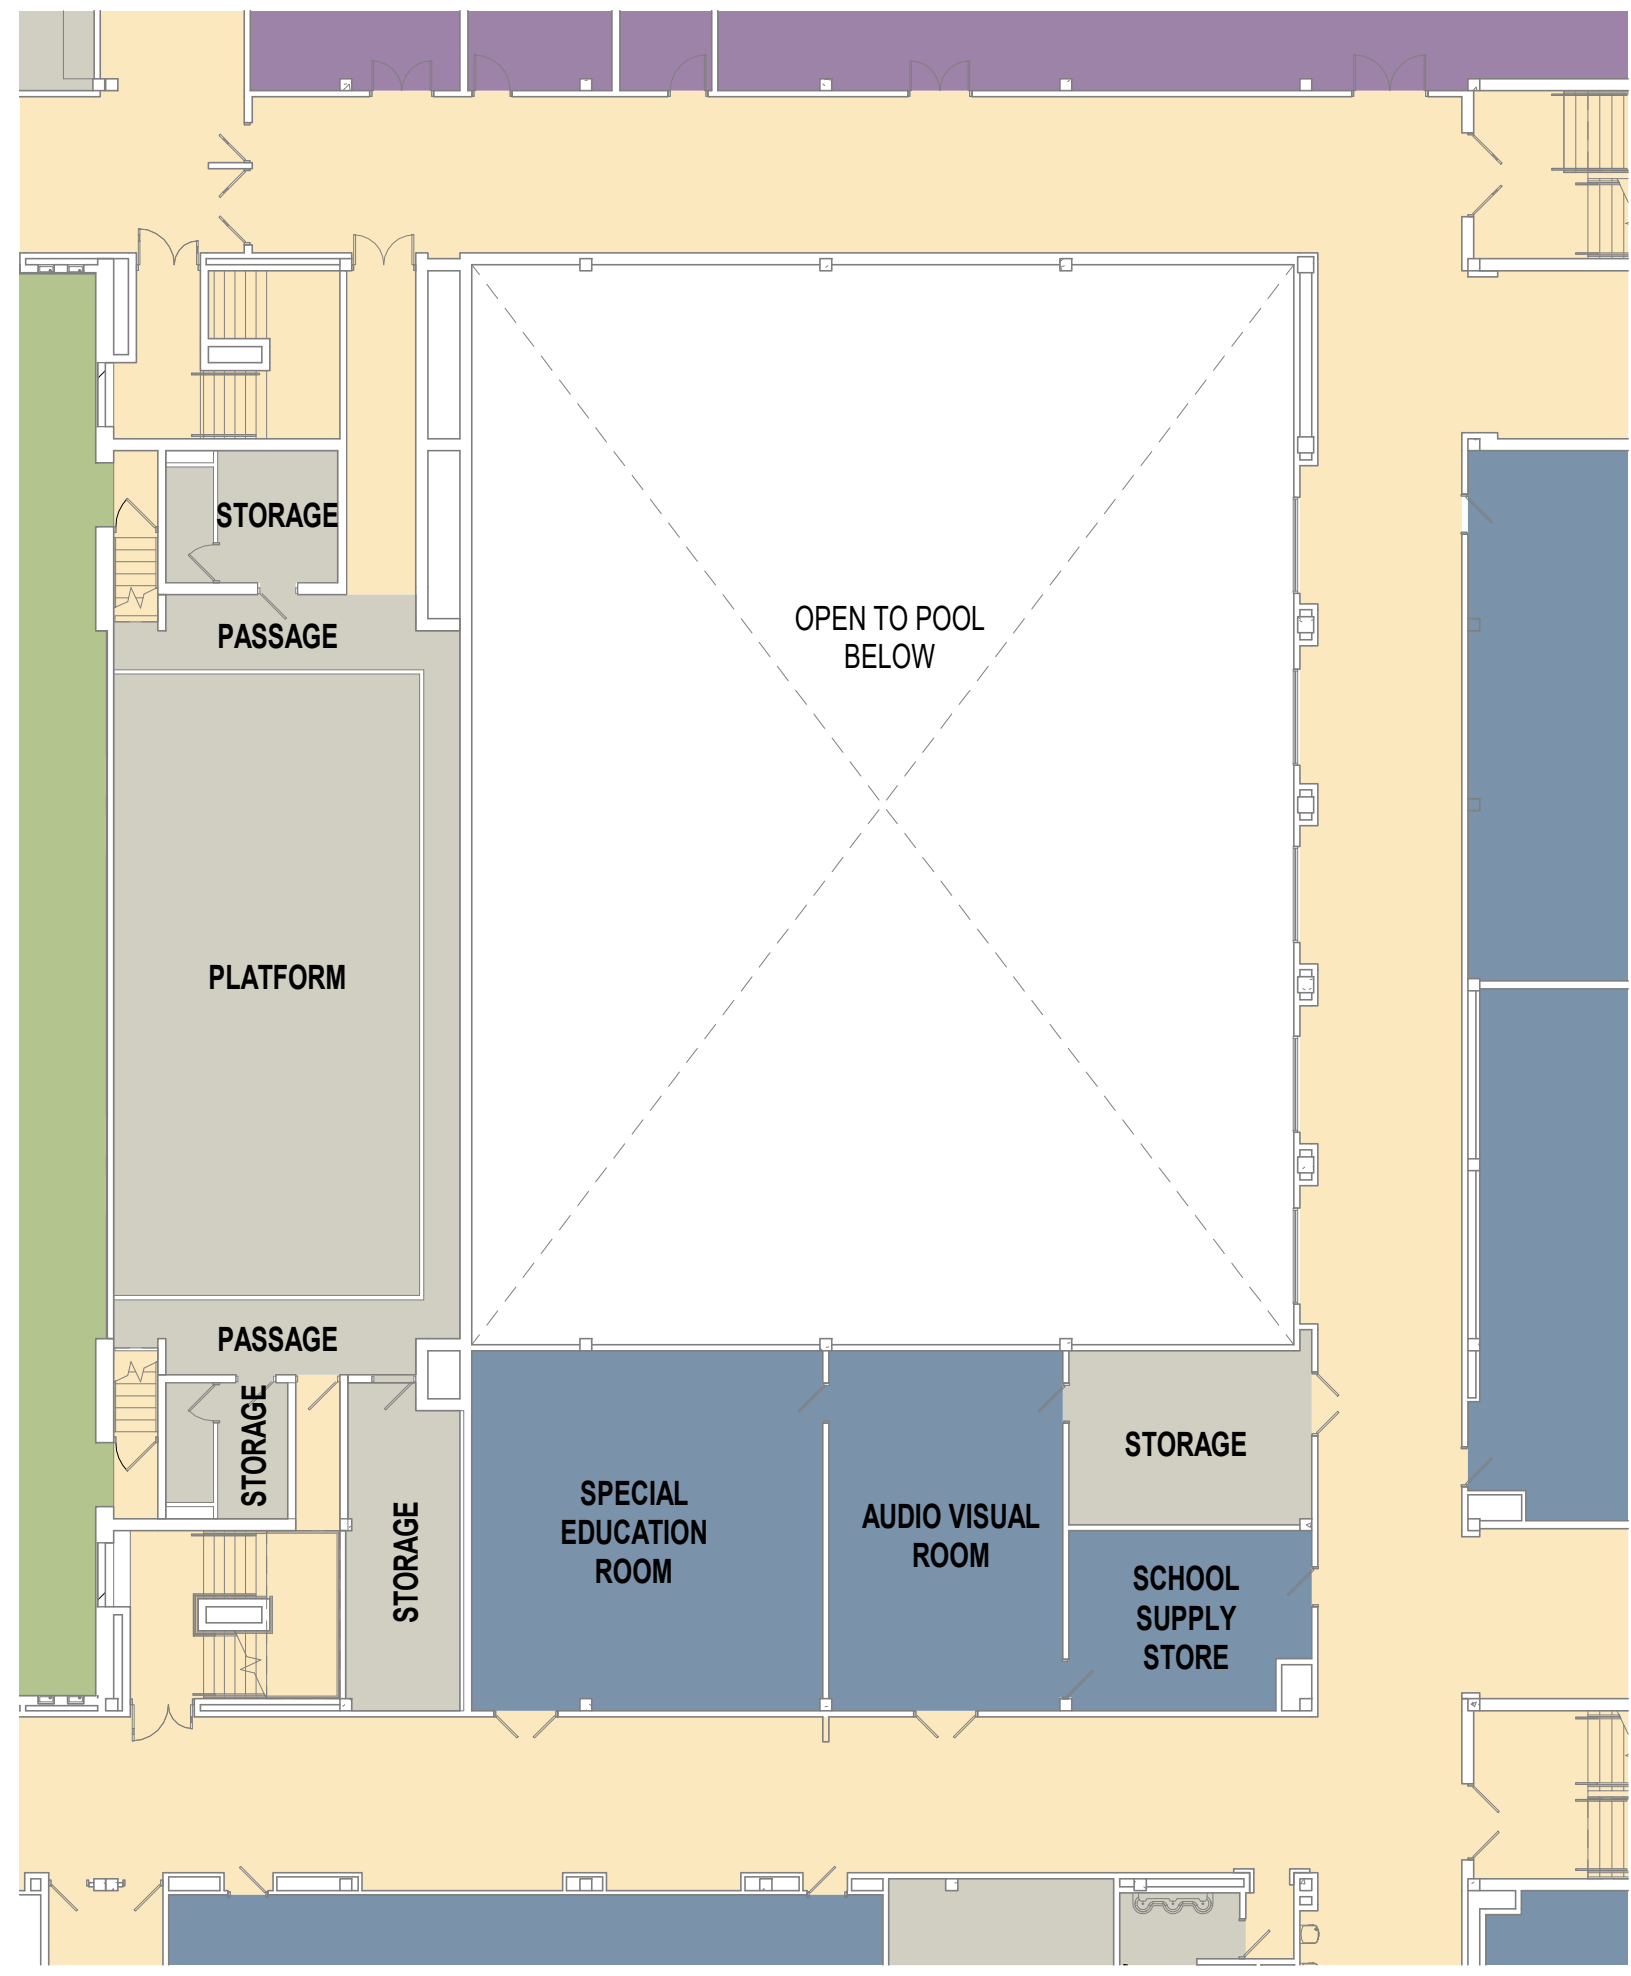 STORAGE
OPEN TO POOL
BELOW
PASSAGE
PLATFORM
PASSAGE
STORAGE
STORAGE
SPECIAL
EDUCATION
ROOM
AUDIO VISUAL
ROOM
STORAGE
SCHOOL
SUPPLY
STORE